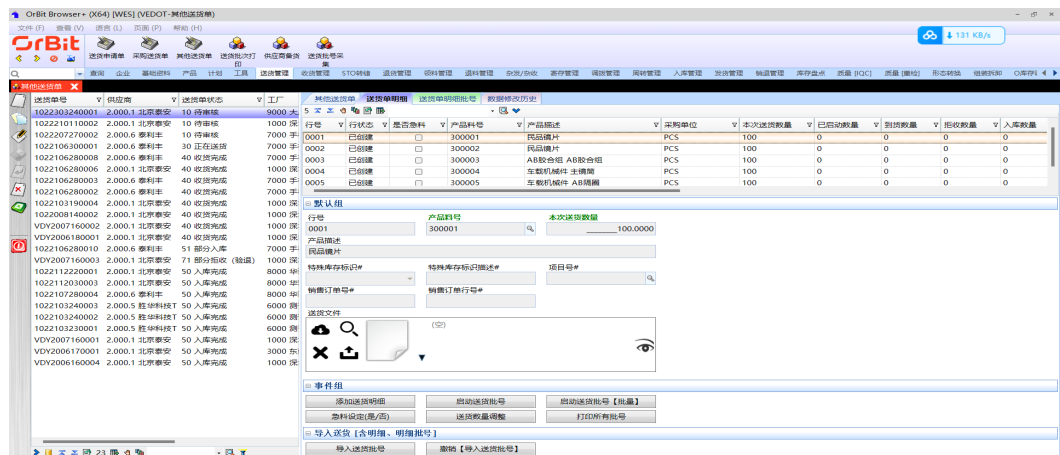 OrBit Browser+ (X64) [WES] (VEDOT-其他送货单)
文件 (F) 查看 (V) 语言 (L) 页面 (P) 帮助 (H)
OrBit
送货申请单 采购送货单 其他送货单 送货批次打印 供应商备货 送货批号采集
131 KB/s
查询 企业 基础资料 产品 计划 工具 送货管理 收货管理 STO转储 退货管理 领料管理 退料管理 杂发/杂收 寄存管理 调拨管理 周转管理 入库管理 发货管理 销退管理 库存盘点 质量 [IQC] 质量 [重检] 形态转换 组装拆卸
其他送货单
送货单号 供应商 送货单状态 工厂
1022303240001 2.000.1 北京泰安 10 待审核 9000
1022210110002 2.000.1 北京泰安 10 待审核 1000 深
1022207270002 2.000.6 泰利丰 10 待审核 7000 手
1022106300001 2.000.6 泰利丰 30 正在送货 7000 手
1022106280008 2.000.6 泰利丰 40 收货完成 7000 手
1022106280006 2.000.1 北京泰安 40 收货完成 1000 深
1022106280003 2.000.6 泰利丰 40 收货完成 7000 手
1022106280002 2.000.6 泰利丰 40 收货完成 7000 手
1022103190004 2.000.1 北京泰安 40 收货完成 1000 深
1022008140002 2.000.1 北京泰安 40 收货完成 1000 深
VDY2007160002 2.000.1 北京泰安 40 收货完成 1000 深
VDY2006180001 2.000.1 北京泰安 40 收货完成 1000 深
1022106280010 2.000.6 泰利丰 51 部分入库 7000 手
VDY2007160003 2.000.1 北京泰安 71 部分拒收 (验退) 1000 深
1022112220001 2.000.1 北京泰安 50 入库完成 8000
1022112030003 2.000.1 北京泰安 50 入库完成 8000
1022107280004 2.000.6 泰利丰 50 入库完成 8000
1022103240003 2.000.5 胜华科技T 50 入库完成 6000 测
1022103240002 2.000.5 胜华科技T 50 入库完成 6000 测
1022103230001 2.000.5 胜华科技T 50 入库完成 6000 测
VDY2007160001 2.000.1 北京泰安 50 入库完成 1000 深
VDY2006170001 2.000.1 北京泰安 50 入库完成 3000 东
VDY2006160004 2.000.1 北京泰安 50 入库完成 1000 深
23
其他送货单 送货单明细 送货单明细批号 数据修改历史
5
行号 行状态 是否急料 产品料号 产品描述 采购单位 本次送货数量 已启动数量 到货数量 拒收数量 入库数量
0001 已创建 300001 民品镜片 PCS 100 0 0 0 0
0002 已创建 300002 民品镜片 PCS 100 0 0 0 0
0003 已创建 300003 AB胶合组 AB胶合组 PCS 100 0 0 0 0
0004 已创建 300004 车载机械件 主镜筒 PCS 100 0 0 0 0
0005 已创建 300005 车载机械件 AB隔圈 PCS 100 0 0 0 0
默认组
行号 产品料号 本次送货数量
0001 300001 100.0000
产品描述
民品镜片
特殊库存标识# 特殊库存标识描述# 项目号#
销售订单号# 销售订单行号#
送货文件
(空)
事件组
添加送货明细 启动送货批号 启动送货批号【批量】
急料设定(是/否) 送货数量调整 打印所有批号
导入送货 [含明细、明细批号]
导入送货批号 撤销【导入送货批号】